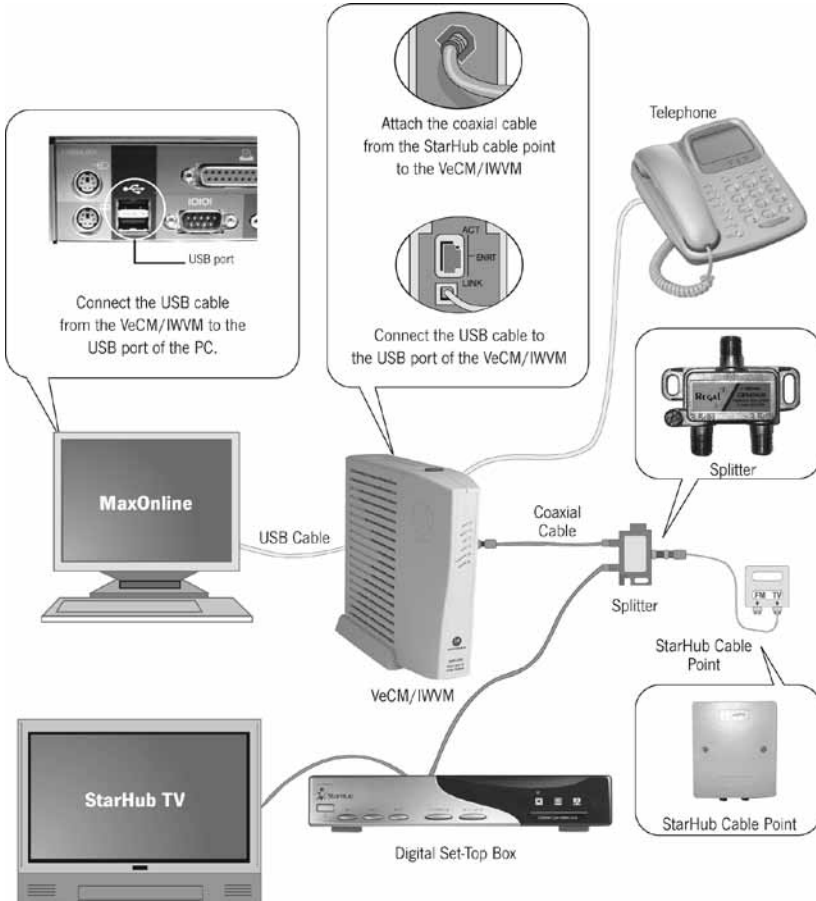 Attach the coaxial cable
from the StarHub cable point
to the VeCM/IWVM
Telephone
IOIOI
USB port
Connect the USB cable
from the VeCM/IWVM to the
USB port of the PC.
ACT
ENRT
LINK
Connect the USB cable to
the USB port of the VeCM/IWVM
REGAL
Splitter
MaxOnline
USB Cable
Coaxial
Cable
Splitter
FM TV
StarHub Cable
Point
VeCM/IWVM
StarHub TV
StarHub
Digital Set-Top Box
StarHub Cable Point